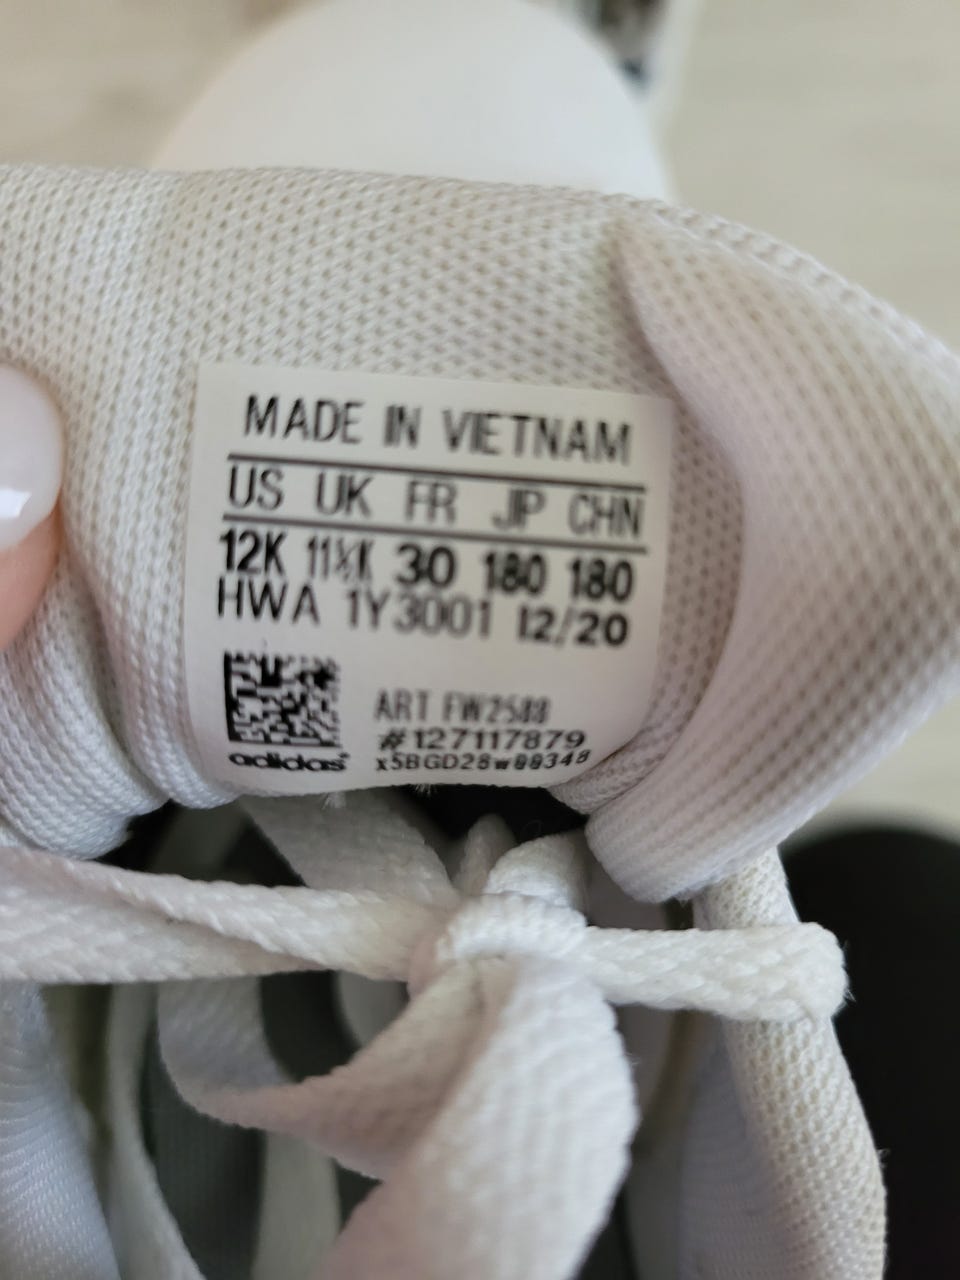 MADE IN VIETNAM
US UK FR JP CHN
12K 11½K 30 180 180
HWA 1Y3001 12/20
ART FW2588
#127117879
x5BGD28w00348
adidas